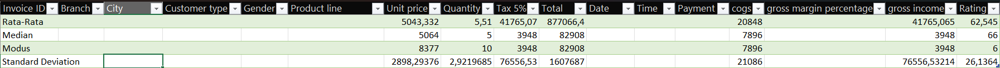 Invoice ID Branch City Customer type Gender Product line Unit price Quantity Tax 5% Total Date Time Payment cogs gross margin percentage gross income Rating
Rata-Rata 5043,332 5,51 41765,07 877066,4 20848 41765,065 62,545
Median 5064 5 3948 82908 7896 3948 66
Modus 8377 10 3948 82908 7896 3948 6
Standard Deviation 2898,29376 2,9219685 76556,53 1607687 21086 76556,53214 26,1364